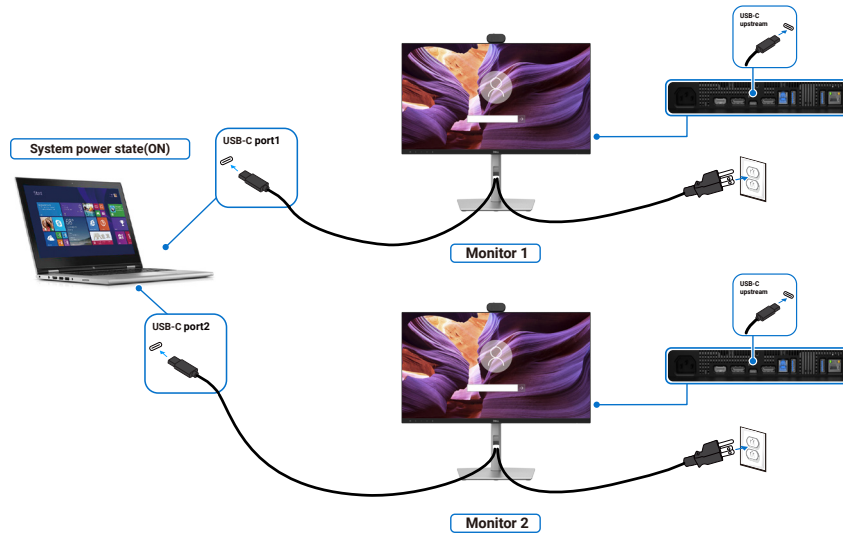 USB-C
upstream
USB-C port1
System power state(ON)
Monitor 1
USB-C
upstream
USB-C port2
Monitor 2